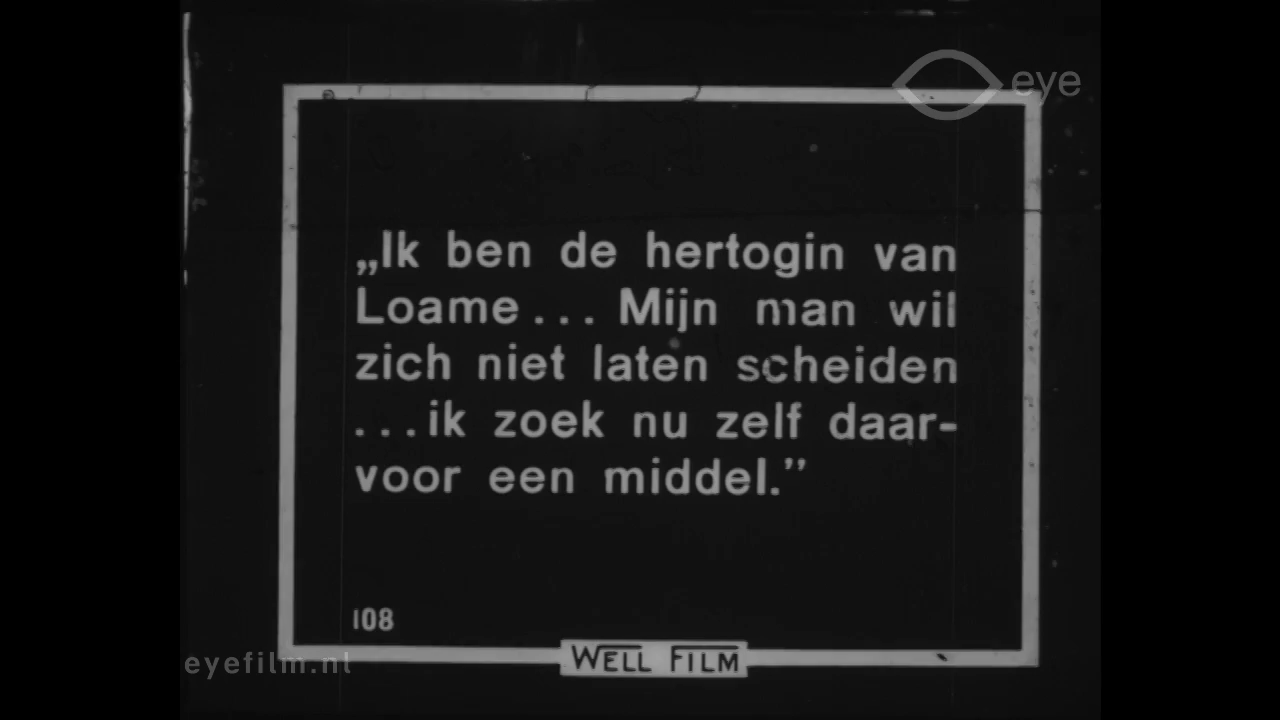 eye
„Ik ben de hertogin van
Loame... Mijn man wil
zich niet laten scheiden
...ik zoek nu zelf daar-
voor een middel.”
108
WELL FILM
eyefilm.nl